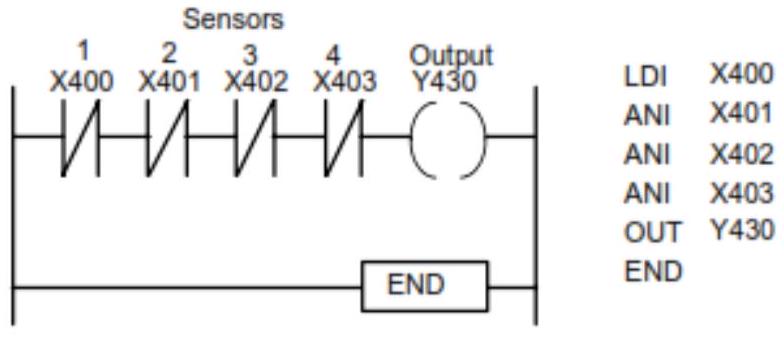 Sensors
1 2 3 4 Output
X400 X401 X402 X403 Y430
END
LDI X400
ANI X401
ANI X402
ANI X403
OUT Y430
END